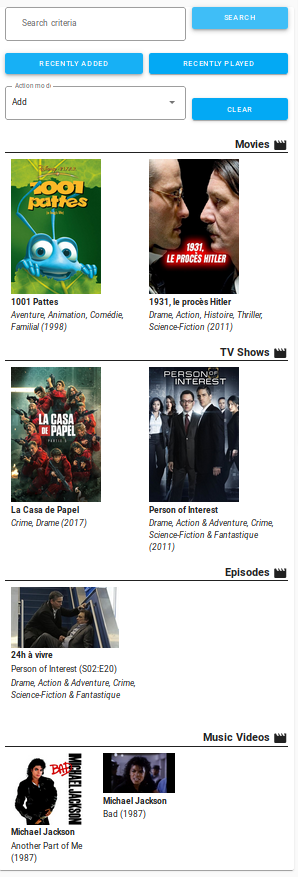 Search criteria
SEARCH
RECENTLY ADDED
RECENTLY PLAYED
Action mode
Add
CLEAR
Movies
1001
pattes
1931,
LE PROCÈS HITLER
1001 Pattes
Aventure, Animation, Comédie,
Familial (1998)
1931, le procès Hitler
Drame, Action, Histoire, Thriller,
Science-Fiction (2011)
TV Shows
LA CASA
DE PAPEL
PARTIE 5
PERSON OF
INTEREST
La Casa de Papel
Crime, Drame (2017)
Person of Interest
Drame, Action & Adventure, Crime,
Science-Fiction & Fantastique
(2011)
Episodes
24h à vivre
Person of Interest (S02:E20)
Drame, Action & Adventure, Crime,
Science-Fiction & Fantastique
Music Videos
BAD
MICHAEL JACKSON
Michael Jackson
Another Part of Me
(1987)
Michael Jackson
Bad (1987)